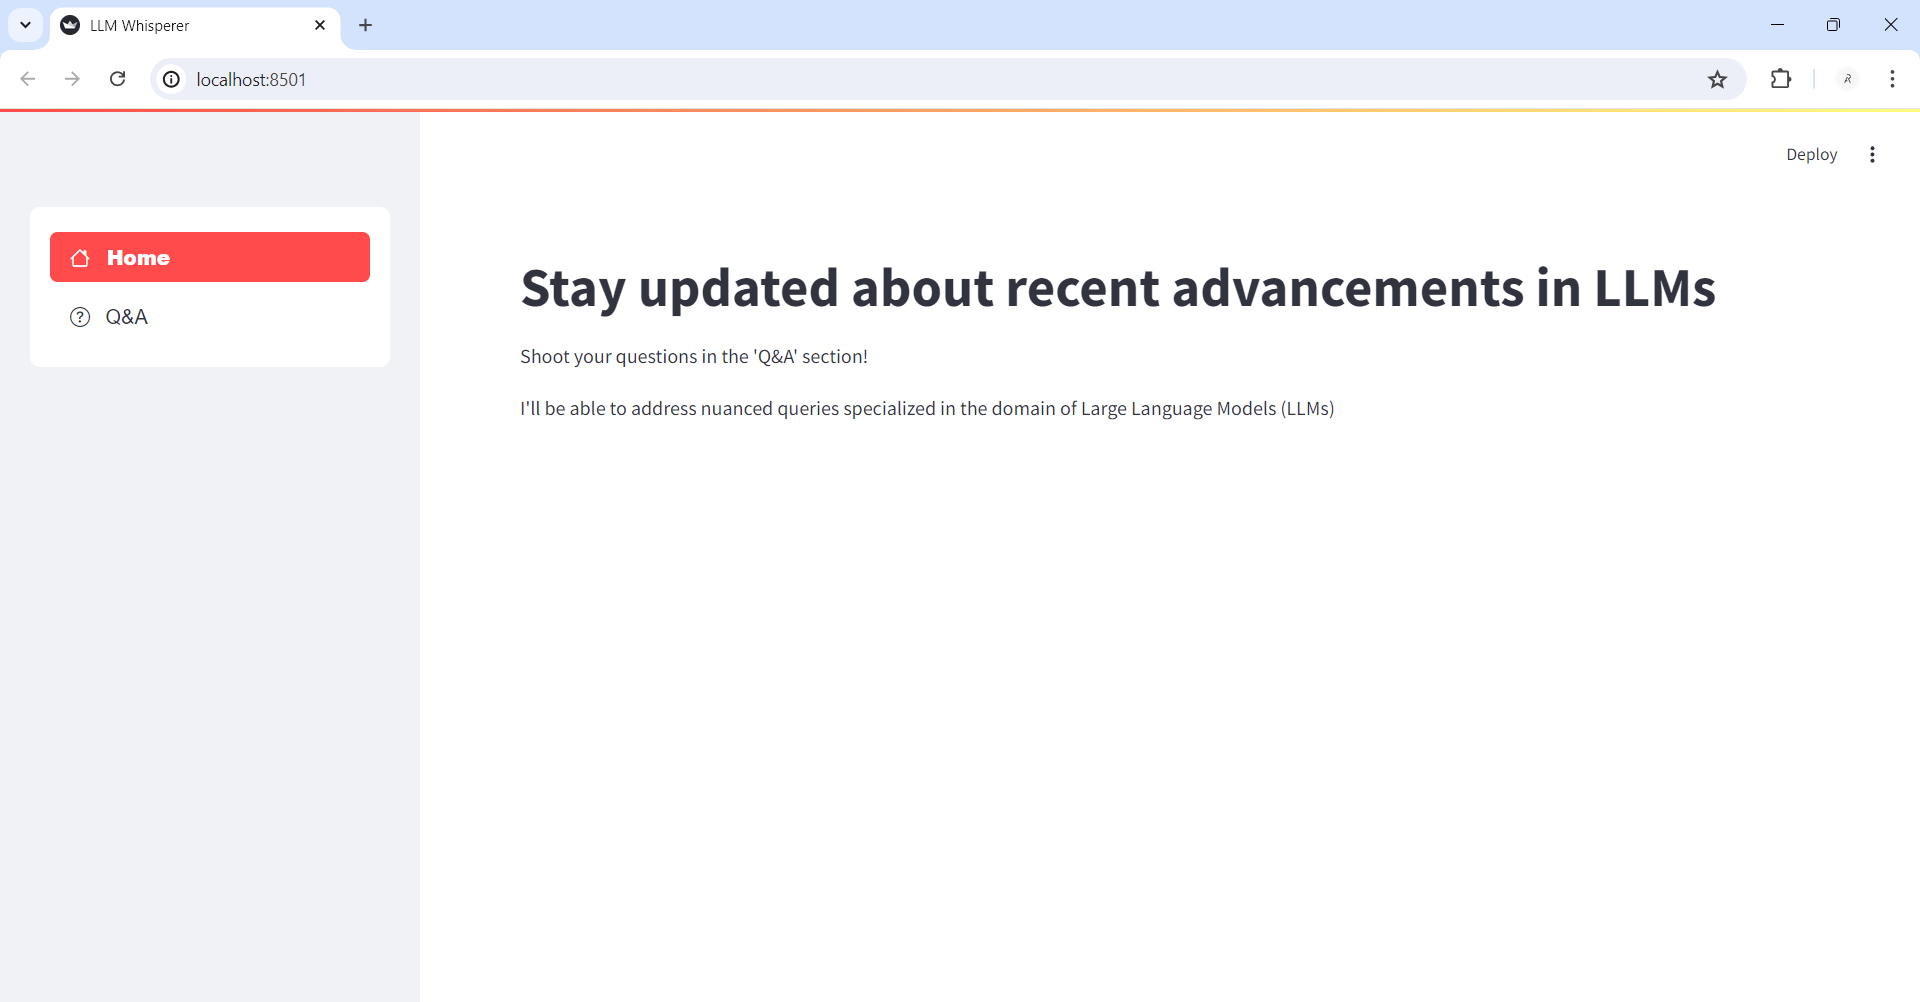 LLM Whisperer
localhost:8501
Deploy
Home
Q&A
Stay updated about recent advancements in LLMs
Shoot your questions in the 'Q&A' section!
I'll be able to address nuanced queries specialized in the domain of Large Language Models (LLMs)